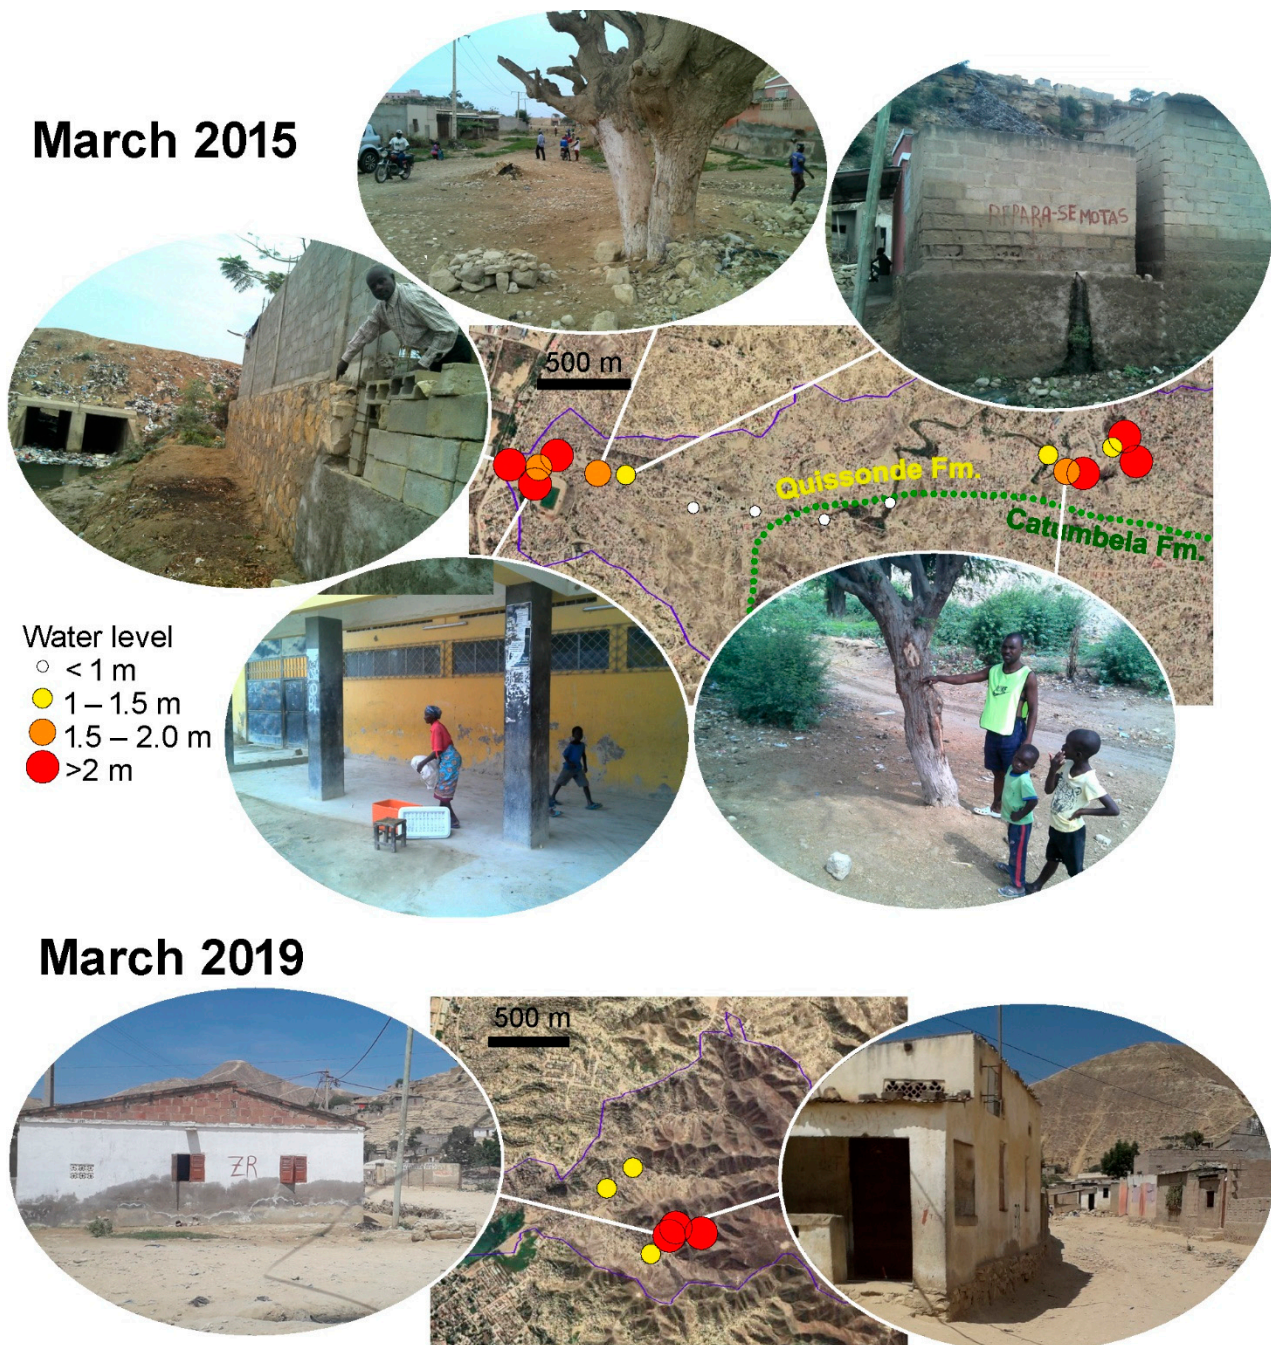 March 2015
REPARA-SE MOTAS
500 m
Quissonde Fm.
Catumbela Fm.
Water level
< 1 m
1 – 1.5 m
1.5 – 2.0 m
>2 m
March 2019
500 m
ZR